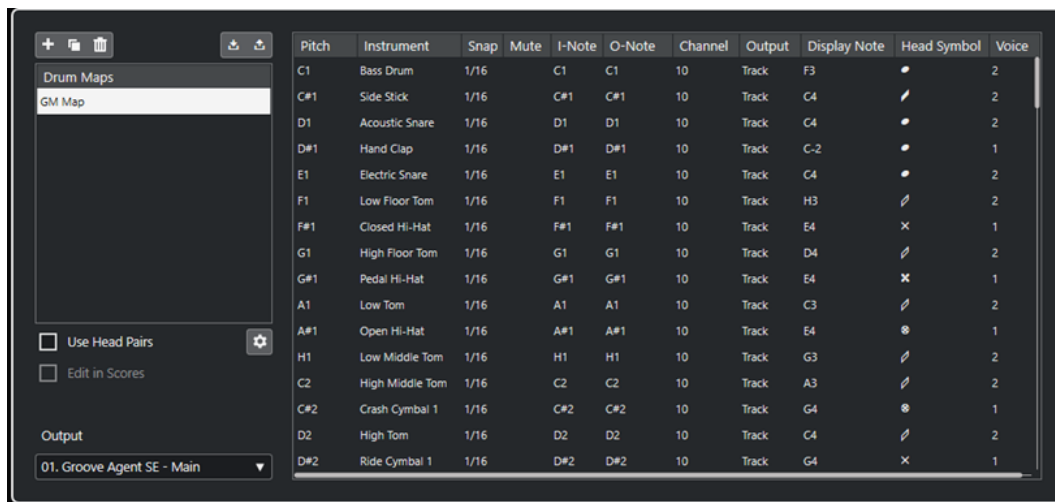 Drum Maps
GM Map
Use Head Pairs
Edit in Scores
Output
01. Groove Agent SE - Main
Pitch Instrument Snap Mute I-Note O-Note Channel Output Display Note Head Symbol Voice
C1 Bass Drum 1/16 C1 C1 10 Track F3 2
C#1 Side Stick 1/16 C#1 C#1 10 Track C4 2
D1 Acoustic Snare 1/16 D1 D1 10 Track C4 2
D#1 Hand Clap 1/16 D#1 D#1 10 Track C-2 1
E1 Electric Snare 1/16 E1 E1 10 Track C4 2
F1 Low Floor Tom 1/16 F1 F1 10 Track H3 2
F#1 Closed Hi-Hat 1/16 F#1 F#1 10 Track E4 1
G1 High Floor Tom 1/16 G1 G1 10 Track D4 2
G#1 Pedal Hi-Hat 1/16 G#1 G#1 10 Track E4 1
A1 Low Tom 1/16 A1 A1 10 Track C3 2
A#1 Open Hi-Hat 1/16 A#1 A#1 10 Track E4 1
H1 Low Middle Tom 1/16 H1 H1 10 Track G3 2
C2 High Middle Tom 1/16 C2 C2 10 Track A3 2
C#2 Crash Cymbal 1 1/16 C#2 C#2 10 Track G4 1
D2 High Tom 1/16 D2 D2 10 Track C4 2
D#2 Ride Cymbal 1 1/16 D#2 D#2 10 Track G4 1